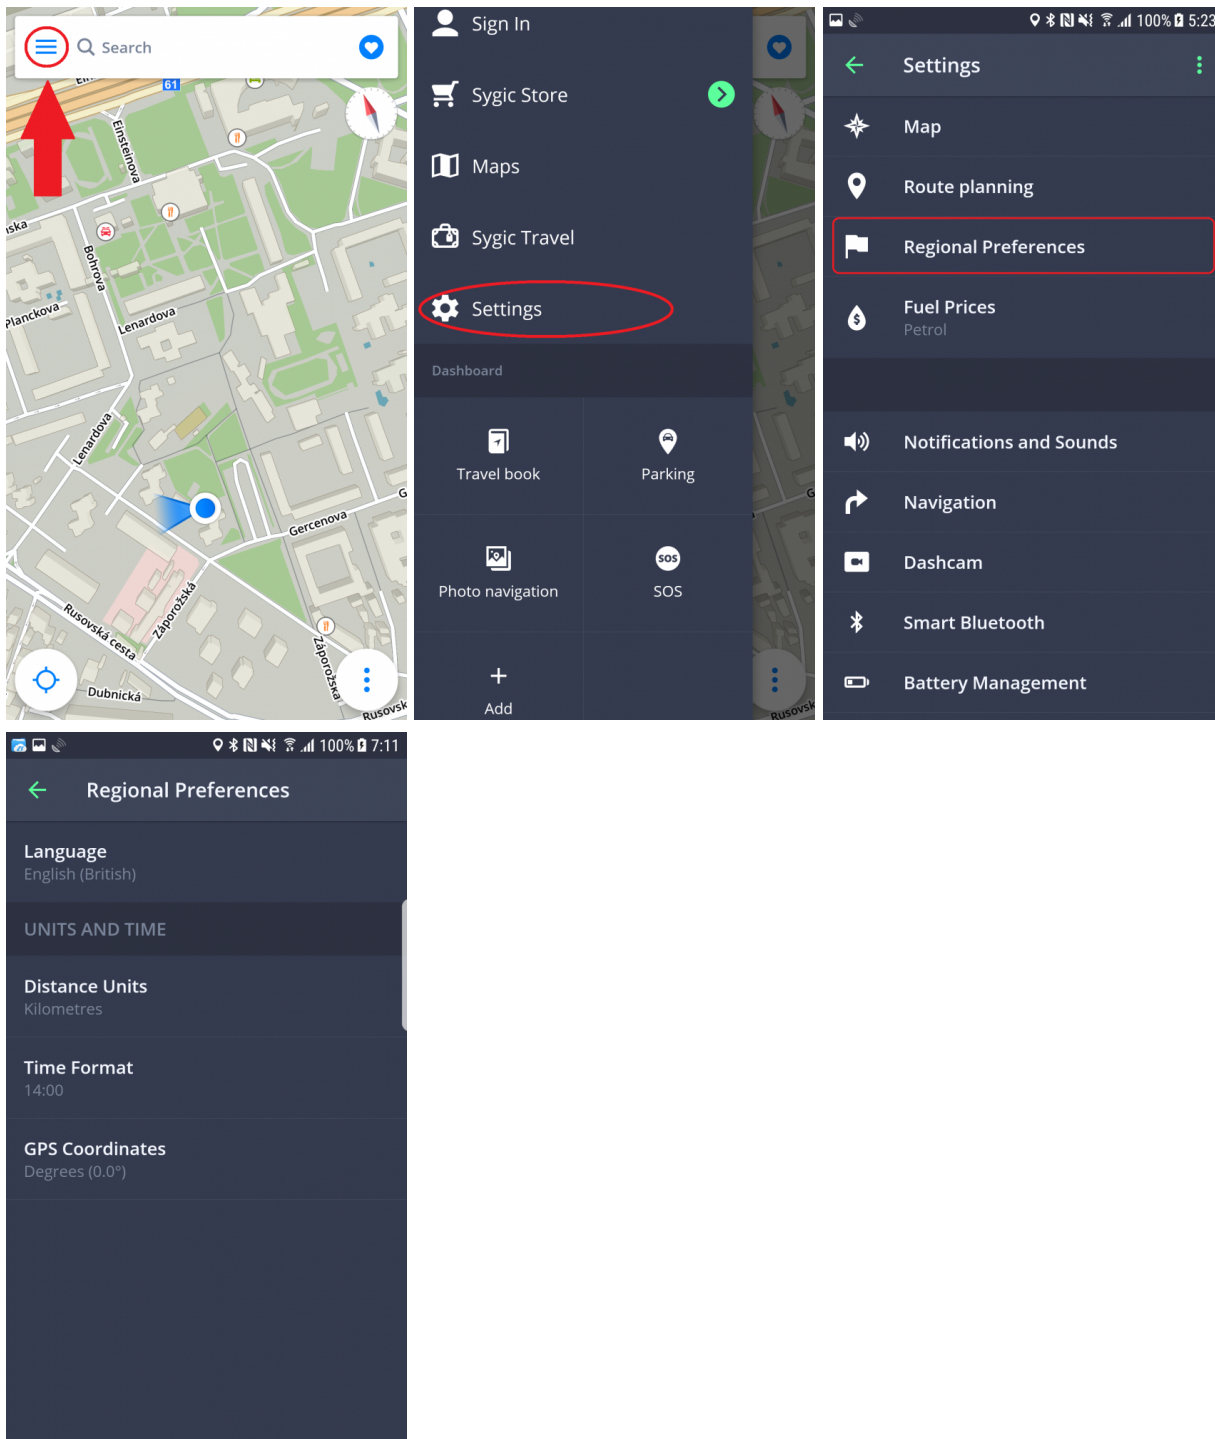 Search
Ein
61
Einsteinova
nska
Bohrova
Planckova
Lenardova
Lenardova
G
Gercenova
Záporožská
Rusovská cesta
Záporožská
Dubnická
Rusovsk
Sign In
Sygic Store
Maps
Sygic Travel
Settings
Dashboard
Travel book
Parking
G
Photo navigation
SOS
SOS
Add
Rusovsk
100% 5:23
Settings
Map
Route planning
Regional Preferences
Fuel Prices
Petrol
Notifications and Sounds
Navigation
Dashcam
Smart Bluetooth
Battery Management
100% 7:11
Regional Preferences
Language
English (British)
UNITS AND TIME
Distance Units
Kilometres
Time Format
14:00
GPS Coordinates
Degrees (0.0°)